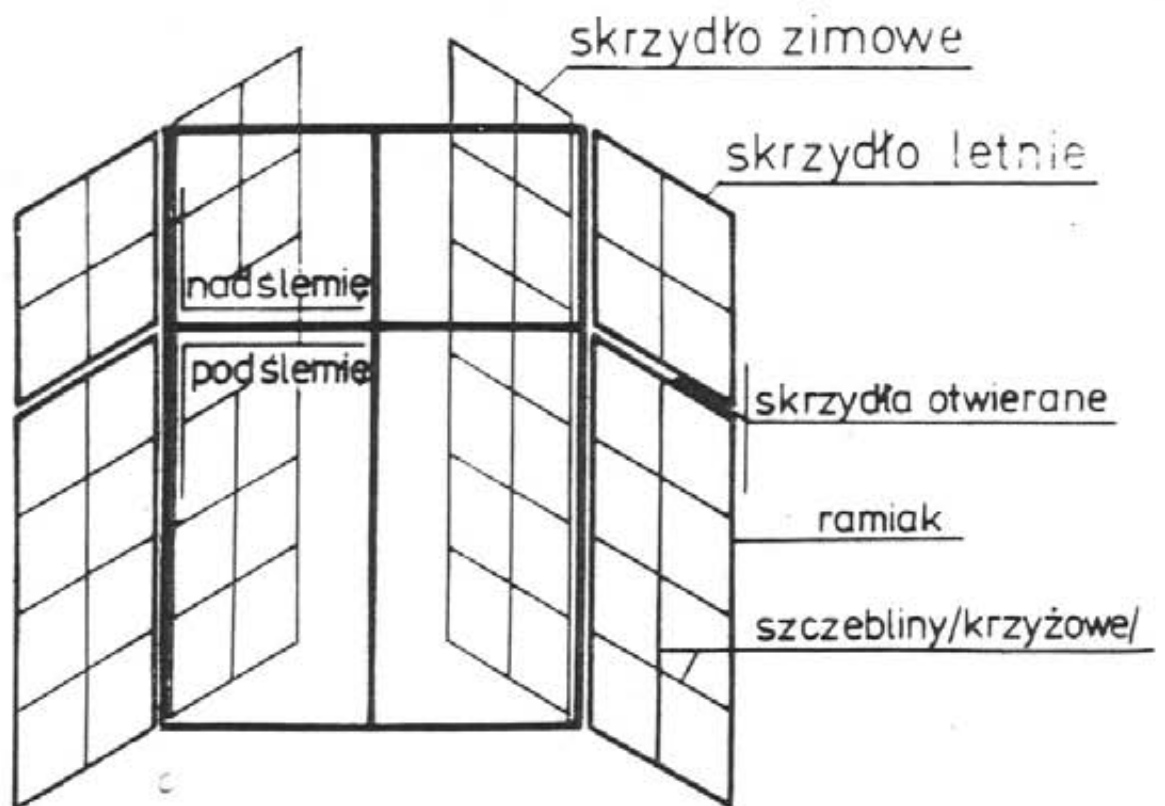 skrzydło zimowe
skrzydło letnie
nadślemię
podślemię
skrzydła otwierane
ramiak
szczebliny/krzyżowe/